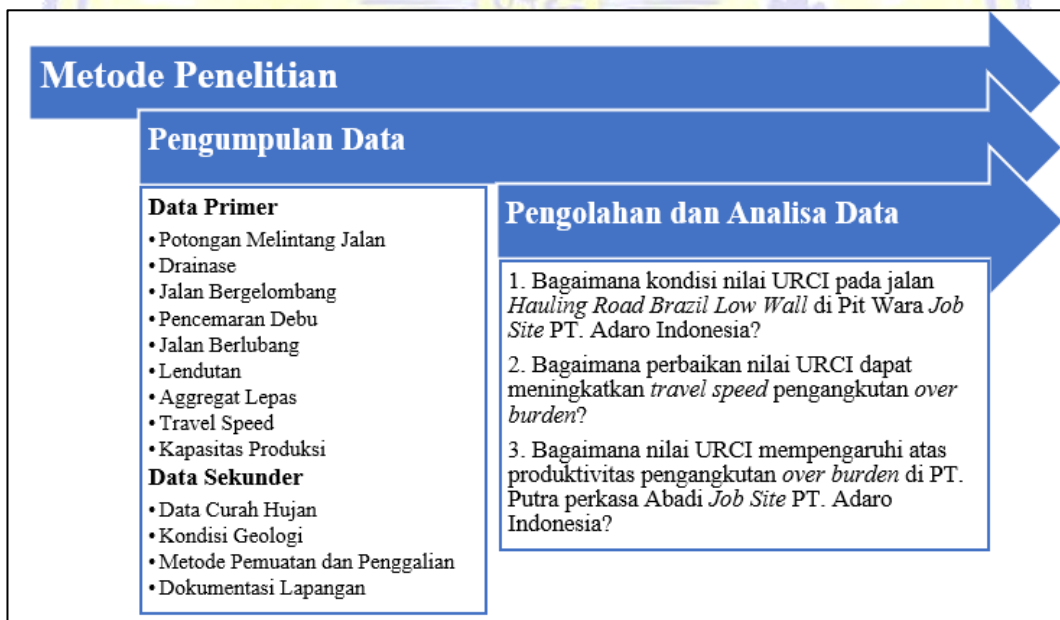 Metode Penelitian
Pengumpulan Data
Data Primer
• Potongan Melintang Jalan
• Drainase
• Jalan Bergelombang
• Pencemaran Debu
• Jalan Berlubang
• Lendutan
• Aggregat Lepas
• Travel Speed
• Kapasitas Produksi
Data Sekunder
• Data Curah Hujan
• Kondisi Geologi
• Metode Pemuatan dan Penggalian
• Dokumentasi Lapangan
Pengolahan dan Analisa Data
1. Bagaimana kondisi nilai URCI pada jalan
Hauling Road Brazil Low Wall di Pit Wara Job
Site PT. Adaro Indonesia?
2. Bagaimana perbaikan nilai URCI dapat
meningkatkan travel speed pengangkutan over
burden?
3. Bagaimana nilai URCI mempengaruhi atas
produktivitas pengangkutan over burden di PT.
Putra perkasa Abadi Job Site PT. Adaro
Indonesia?